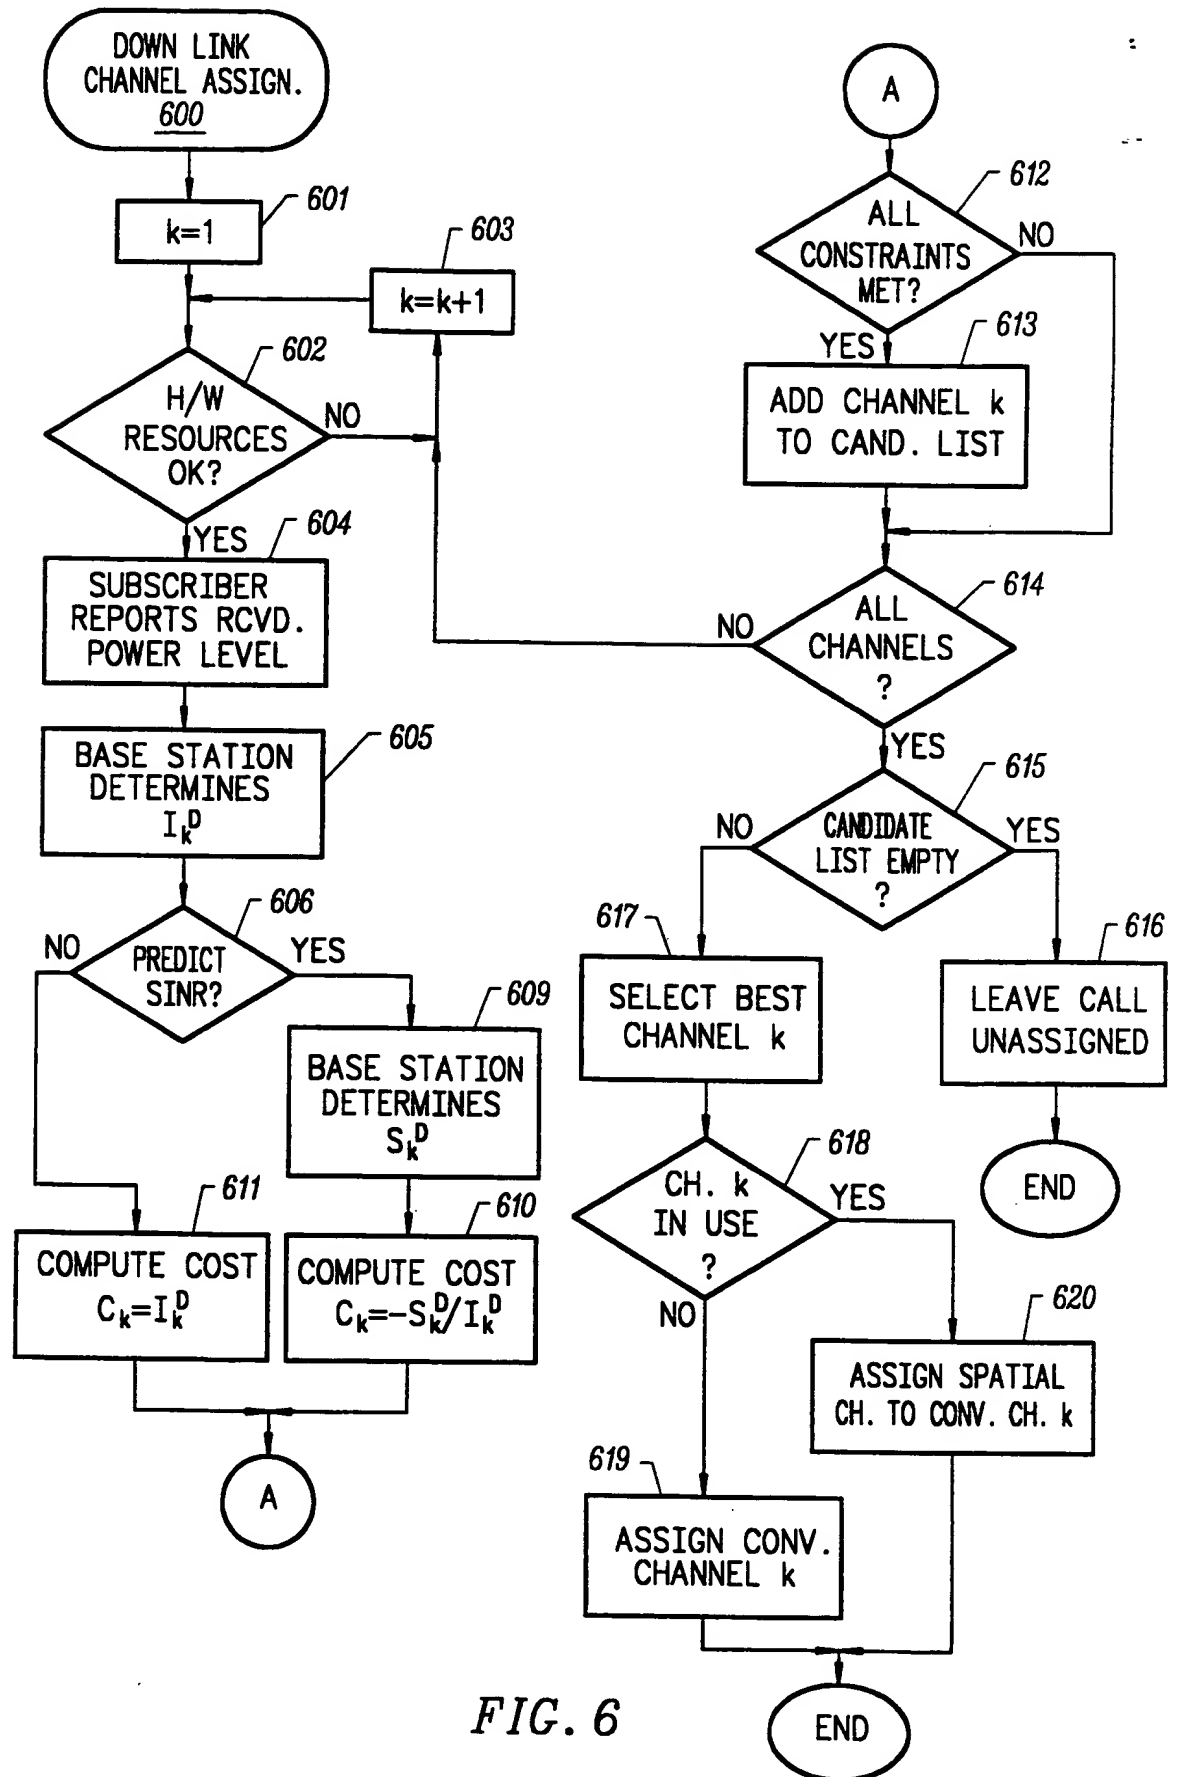 DOWN LINK
CHANNEL ASSIGN.
600
601
k=1
603
k=k+1
602
H/W
RESOURCES
OK?
NO
YES
604
SUBSCRIBER
REPORTS RCVD.
POWER LEVEL
605
BASE STATION
DETERMINES
I_k^D
606
PREDICT
SINR?
NO
YES
609
BASE STATION
DETERMINES
S_k^D
611
COMPUTE COST
C_k=I_k^D
610
COMPUTE COST
C_k=-S_k^D/I_k^D
A
A
612
ALL
CONSTRAINTS
MET?
NO
YES
613
ADD CHANNEL k
TO CAND. LIST
614
ALL
CHANNELS
?
NO
YES
615
CANDIDATE
LIST EMPTY
?
NO
YES
617
SELECT BEST
CHANNEL k
616
LEAVE CALL
UNASSIGNED
END
618
CH. k
IN USE
?
YES
NO
620
ASSIGN SPATIAL
CH. TO CONV. CH. k
619
ASSIGN CONV.
CHANNEL k
END
FIG. 6